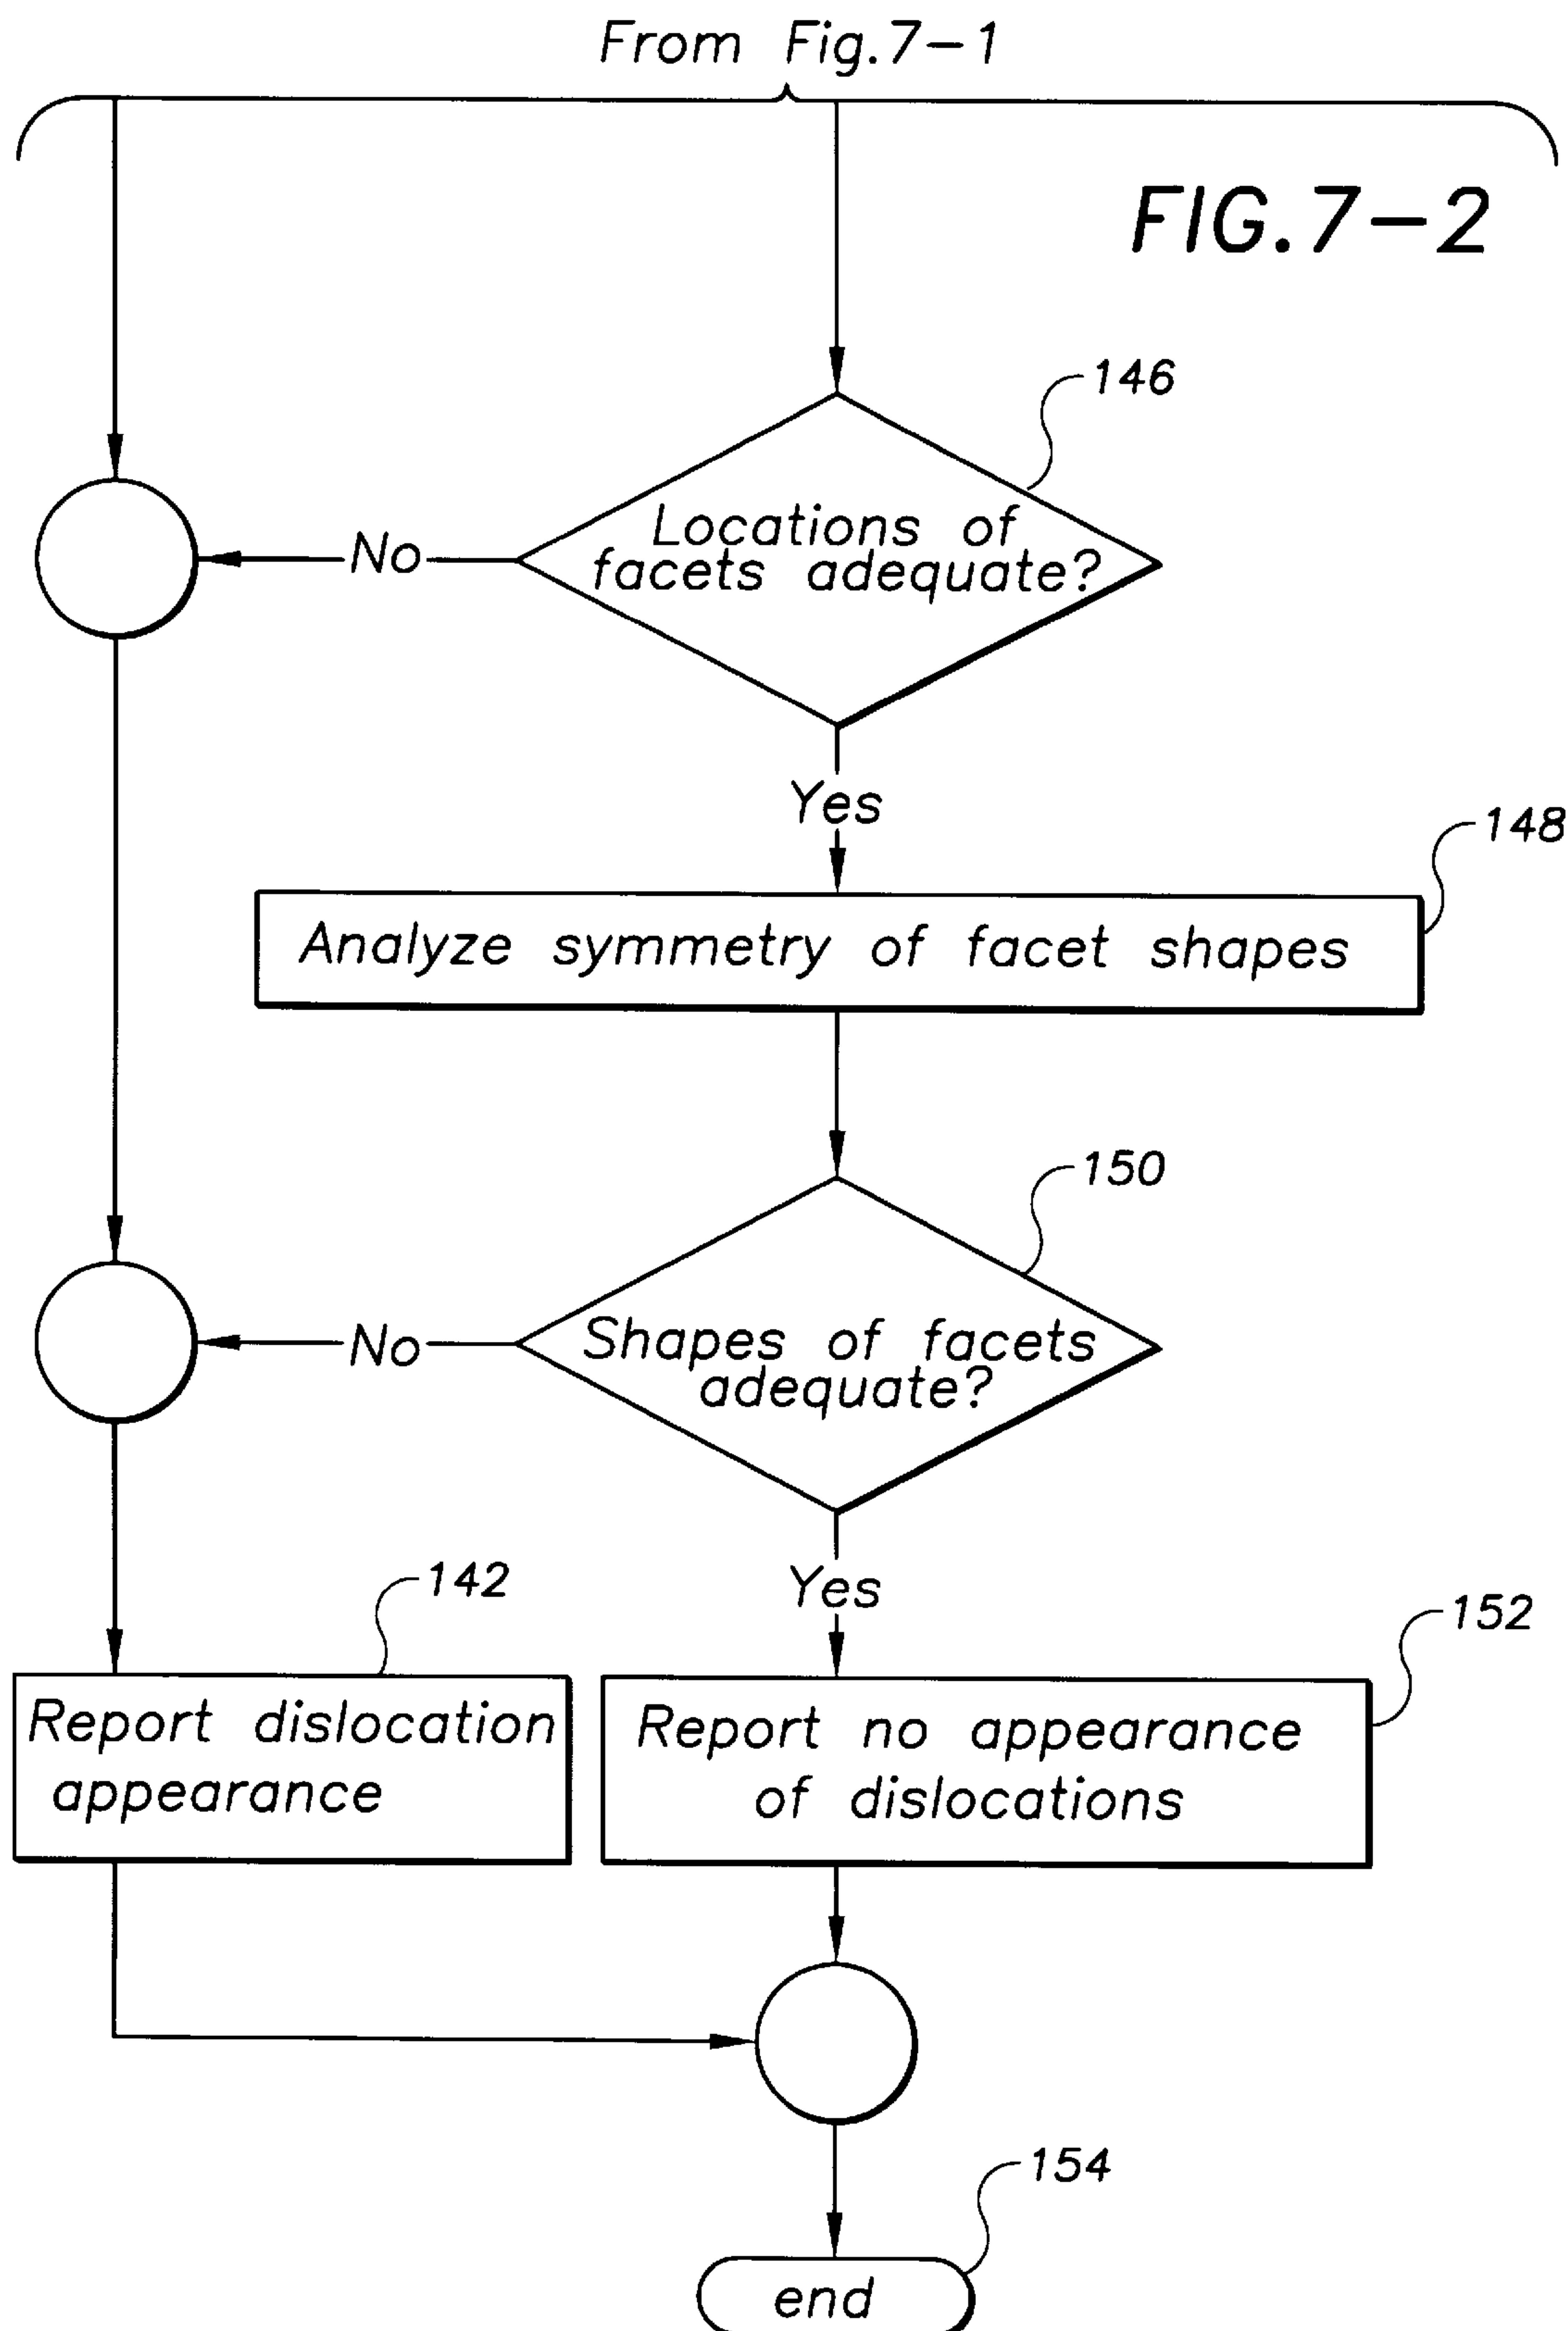 From Fig.7-1
FIG.7-2
146
Locations of
facets adequate?
No
Yes
148
Analyze symmetry of facet shapes
150
Shapes of facets
adequate?
No
Yes
142
Report dislocation
appearance
152
Report no appearance
of dislocations
154
end